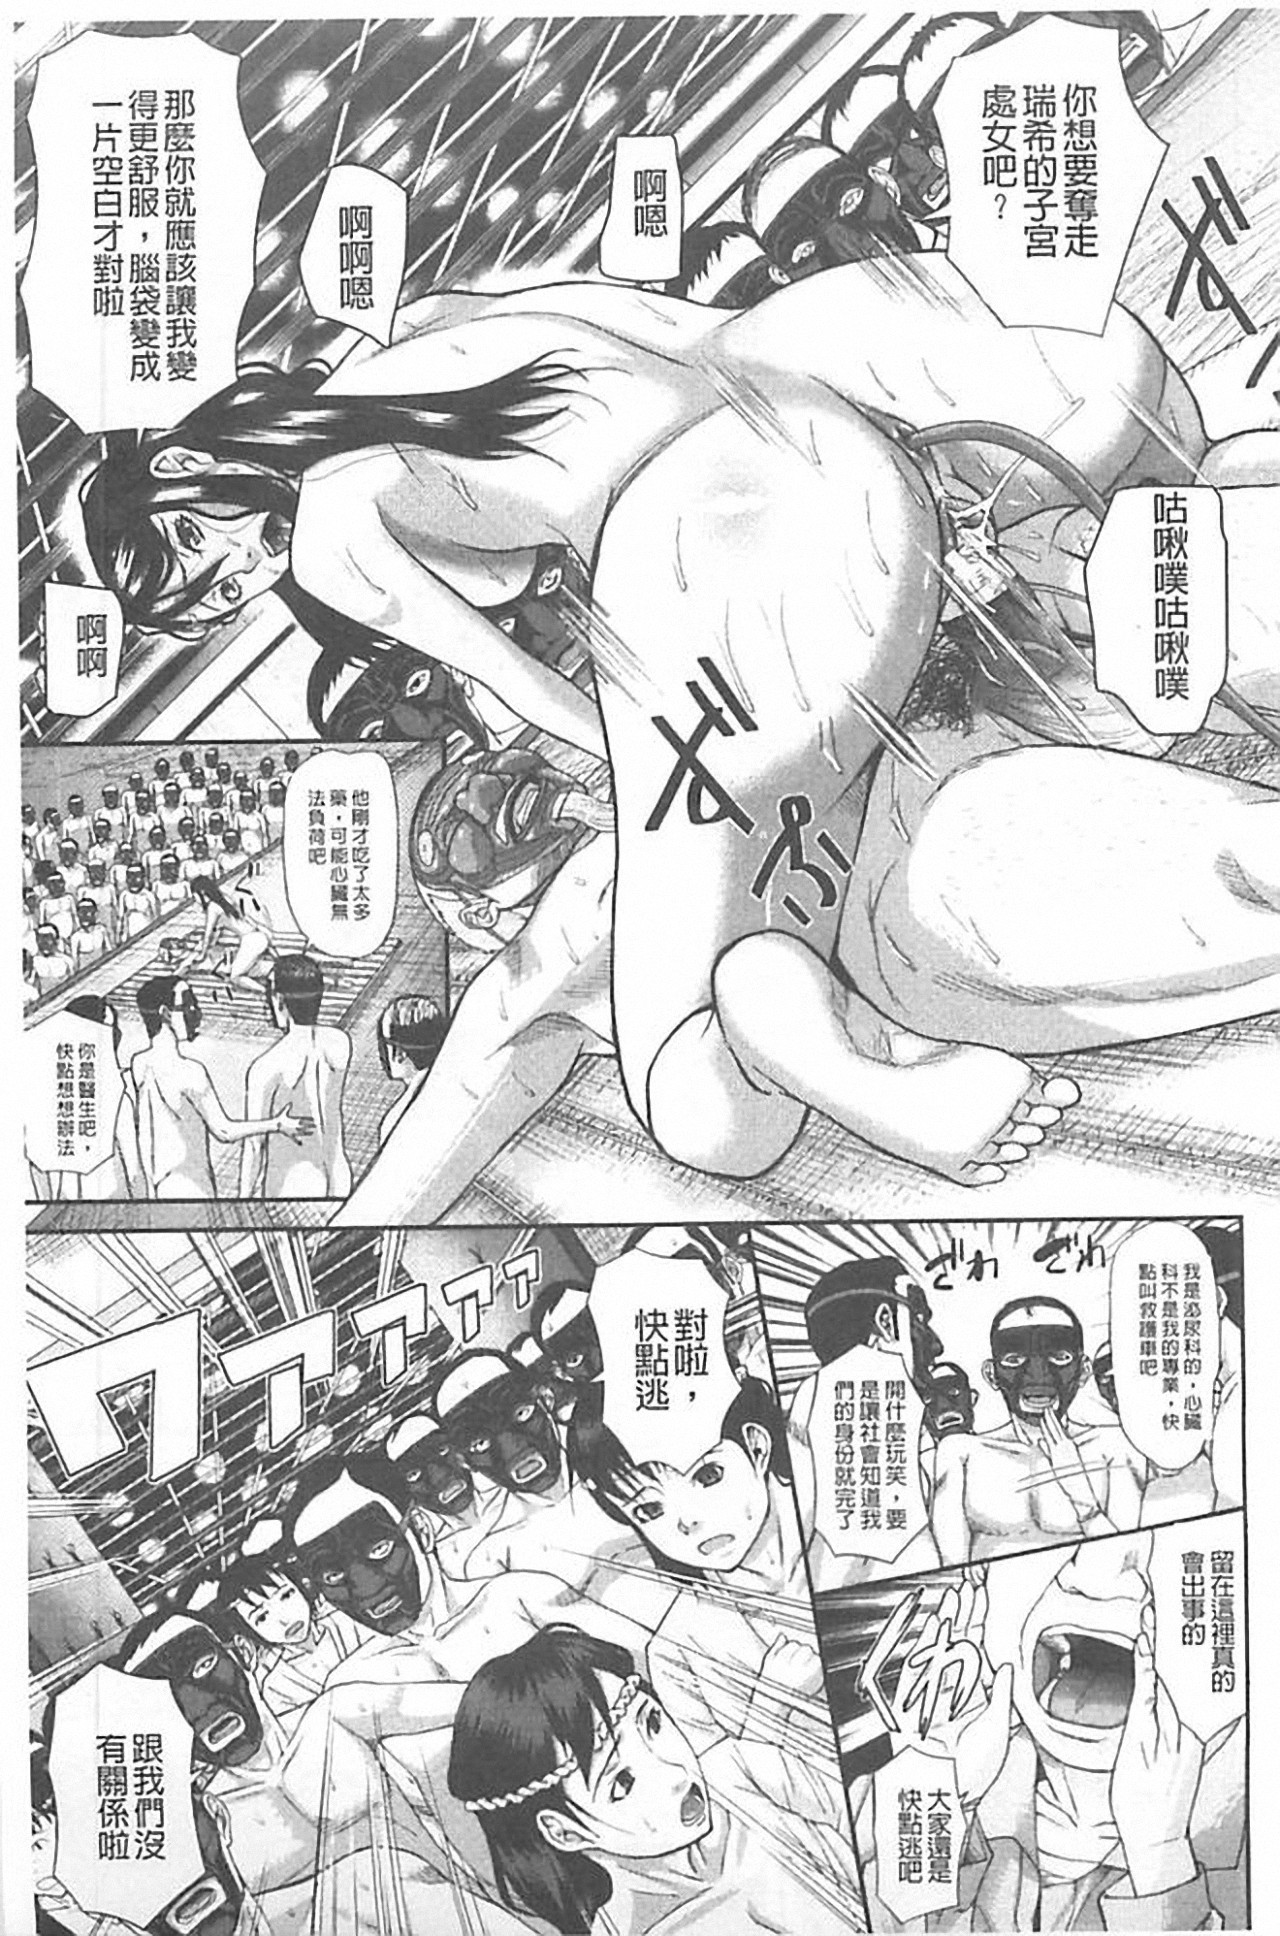 你想要奪走
瑞希的子宮
處女吧？
啊嗯
啊啊嗯
那麼你就應該讓我變
得更舒服，腦袋變成
一片空白才對啦
啊啊
咕啾噗咕啾噗
ずぶ
ずぶ
ぷ
他剛才吃了太多
藥，可能心臟無
法負荷吧
你是醫生吧，
快點想想辦法
我是泌尿科的，心臟
科不是我的專業，快
點叫救護車吧
ざわ
ざわ
開什麼玩笑，要
是讓社會知道我
們的身份就完了
留在這裡真的
會出事的
くわ
大家還是
快點逃吧
對啦，
快點逃
ワアアアア
跟我們沒
有關係啦